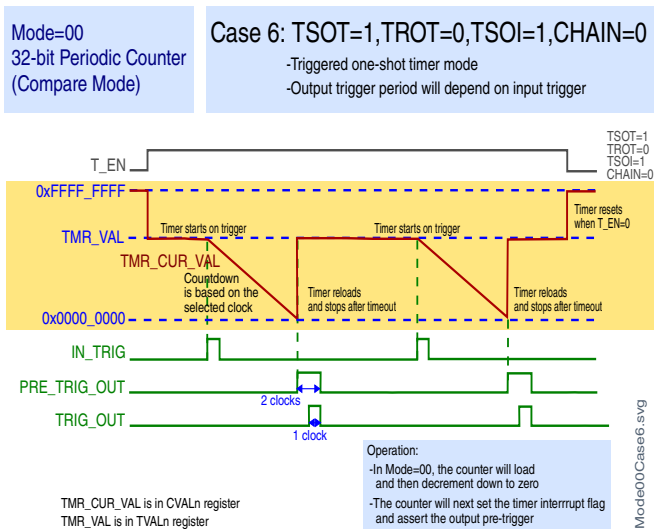 Mode=00
32-bit Periodic Counter
(Compare Mode)
Case 6: TSOT=1,TROT=0,TSOI=1,CHAIN=0
-Triggered one-shot timer mode
-Output trigger period will depend on input trigger
TSOT=1
TROT=0
TSOI=1
CHAIN=0
T_EN
0xFFFF_FFFF
Timer resets
when T_EN=0
TMR_VAL
Timer starts on trigger
Timer starts on trigger
TMR_CUR_VAL
Countdown
is based on the
selected clock
Timer reloads
and stops after timeout
Timer reloads
and stops after timeout
0x0000_0000
IN_TRIG
PRE_TRIG_OUT
2 clocks
TRIG_OUT
1 clock
Operation:
-In Mode=00, the counter will load
and then decrement down to zero
-The counter will next set the timer interrrupt flag
and assert the output pre-trigger
TMR_CUR_VAL is in CVALn register
TMR_VAL is in TVALn register
Mode00Case6.svg